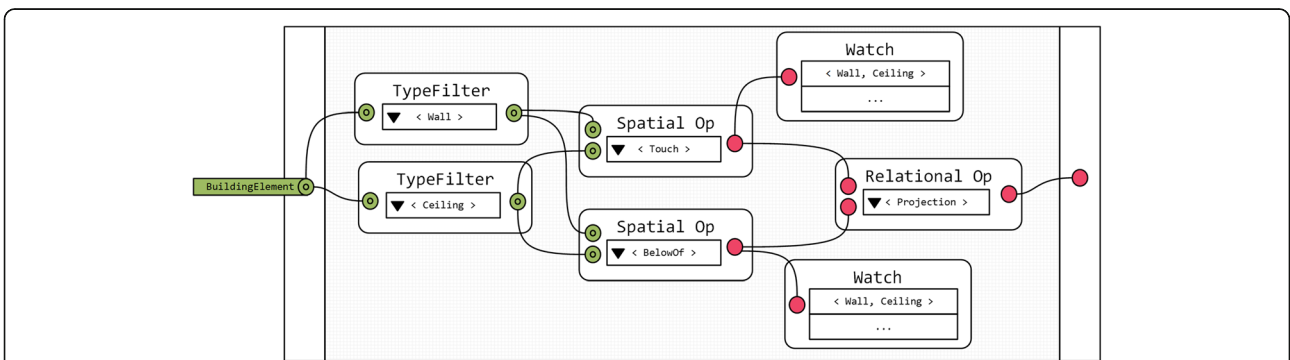 Watch
< Wall, Ceiling >
...
TypeFilter
< Wall >
Spatial Op
< Touch >
TypeFilter
< Ceiling >
BuildingElement
Relational Op
< Projection >
Spatial Op
< BelowOf >
Watch
< Wall, Ceiling >
...